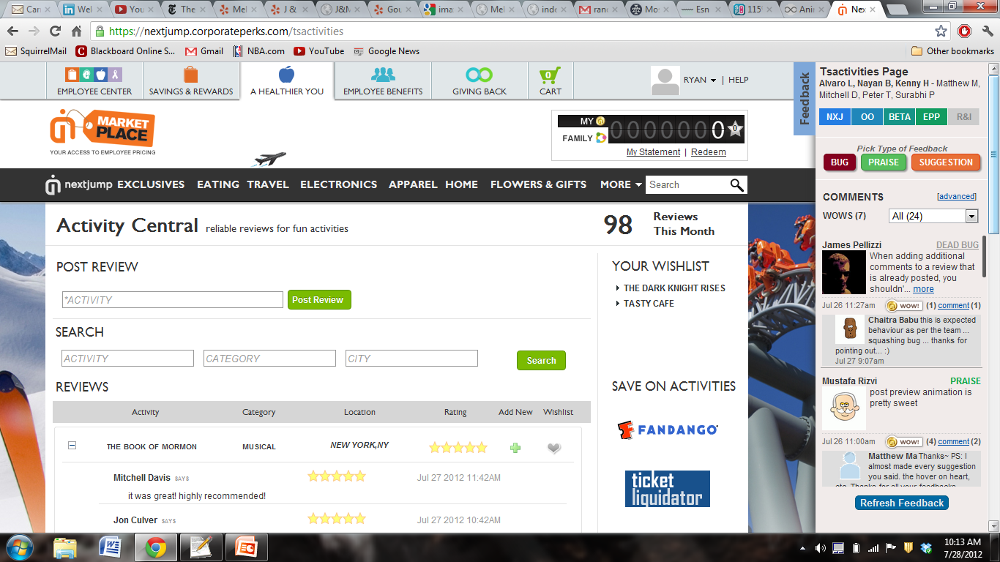 Car
Wel
You
The
Mel
J &
J&M
Gou
ima
Mel
inde
rand
Mos
Esn
115
Ani
Nex
https://nextjump.corporateperks.com/tsactivities
SquirrelMail
Blackboard Online S...
Gmail
NBA.com
YouTube
Google News
Other bookmarks
EMPLOYEE CENTER
SAVINGS & REWARDS
A HEALTHIER YOU
EMPLOYEE BENEFITS
GIVING BACK
0
CART
RYAN | HELP
MARKET
PLACE
YOUR ACCESS TO EMPLOYEE PRICING
MY
FAMILY
0000000
0
My Statement | Redeem
nextjump EXCLUSIVES EATING TRAVEL ELECTRONICS APPAREL HOME FLOWERS & GIFTS MORE Search
Activity Central reliable reviews for fun activities
98 Reviews
This Month
POST REVIEW
*ACTIVITY Post Review
SEARCH
ACTIVITY CATEGORY CITY Search
REVIEWS
Activity Category Location Rating Add New Wishlist
THE BOOK OF MORMON MUSICAL NEW YORK,NY
Mitchell Davis SAYS Jul 27 2012 11:42AM
it was great! highly recommended!
Jon Culver SAYS Jul 27 2012 10:42AM
YOUR WISHLIST
THE DARK KNIGHT RISES
TASTY CAFE
SAVE ON ACTIVITIES
F FANDANGO
ticket
liquidator
Feedback
Tsactivities Page
Alvaro L, Nayan B, Kenny H - Matthew M,
Mitchell D, Peter T, Surabhi P
NXJ OO BETA EPP R&I
Pick Type of Feedback
BUG PRAISE SUGGESTION
COMMENTS [advanced]
WOWS (7) All (24)
James Pellizzi DEAD BUG
When adding additional
comments to a review that
is already posted, you
shouldn'... more
Jul 26 11:27am wow! (1) comment (1)
Chaitra Babu this is expected
behaviour as per the team ...
squashing bug ... thanks for
pointing out... :)
Jul 27 9:07am
Mustafa Rizvi PRAISE
post preview animation is
pretty sweet
Jul 26 11:00am wow! (4) comment (2)
Matthew Ma Thanks~ PS: I
almost made every suggestion
you said. the hover on heart,
etc. Thanks for all your feedbacks
Refresh Feedback
10:13 AM
7/28/2012